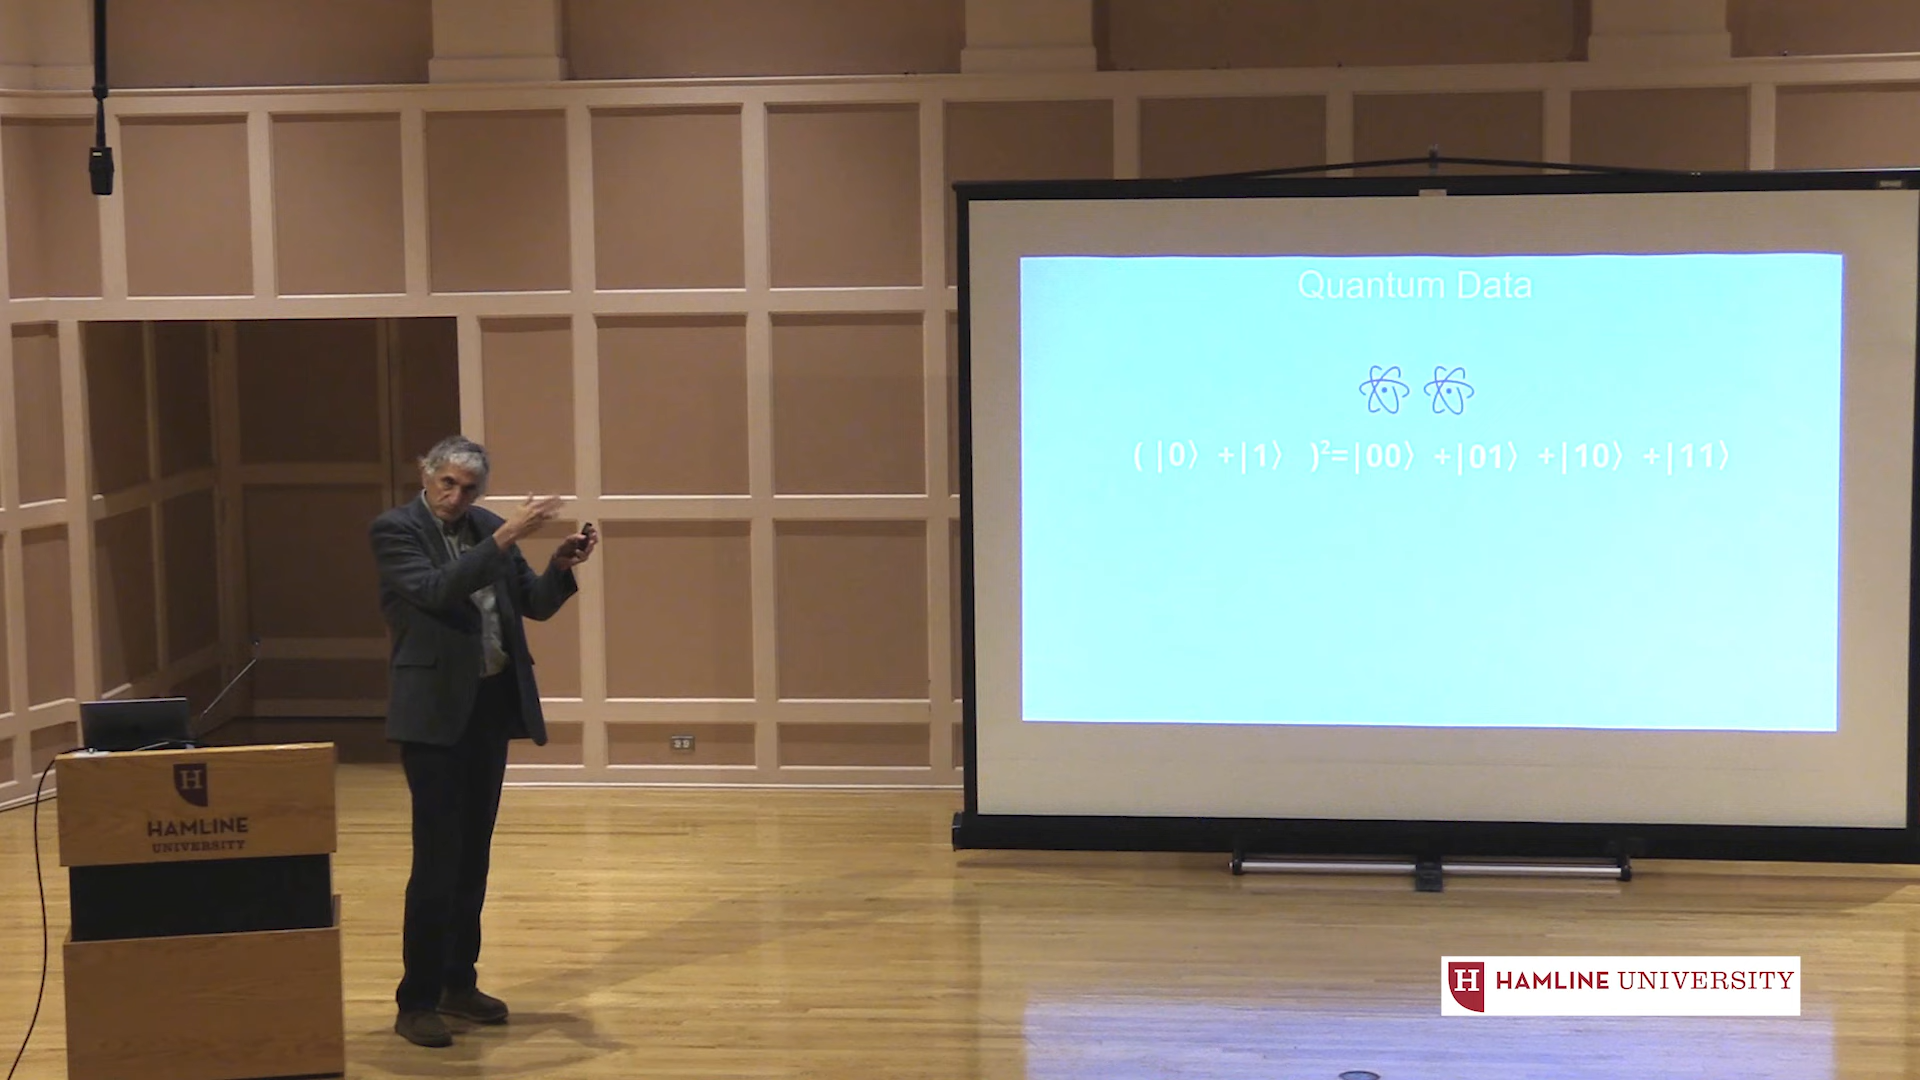 Quantum Data
( |0〉 +|1〉 )²=|00〉 +|01〉 +|10〉 +|11〉
H
HAMLINE
UNIVERSITY
H HAMLINE UNIVERSITY